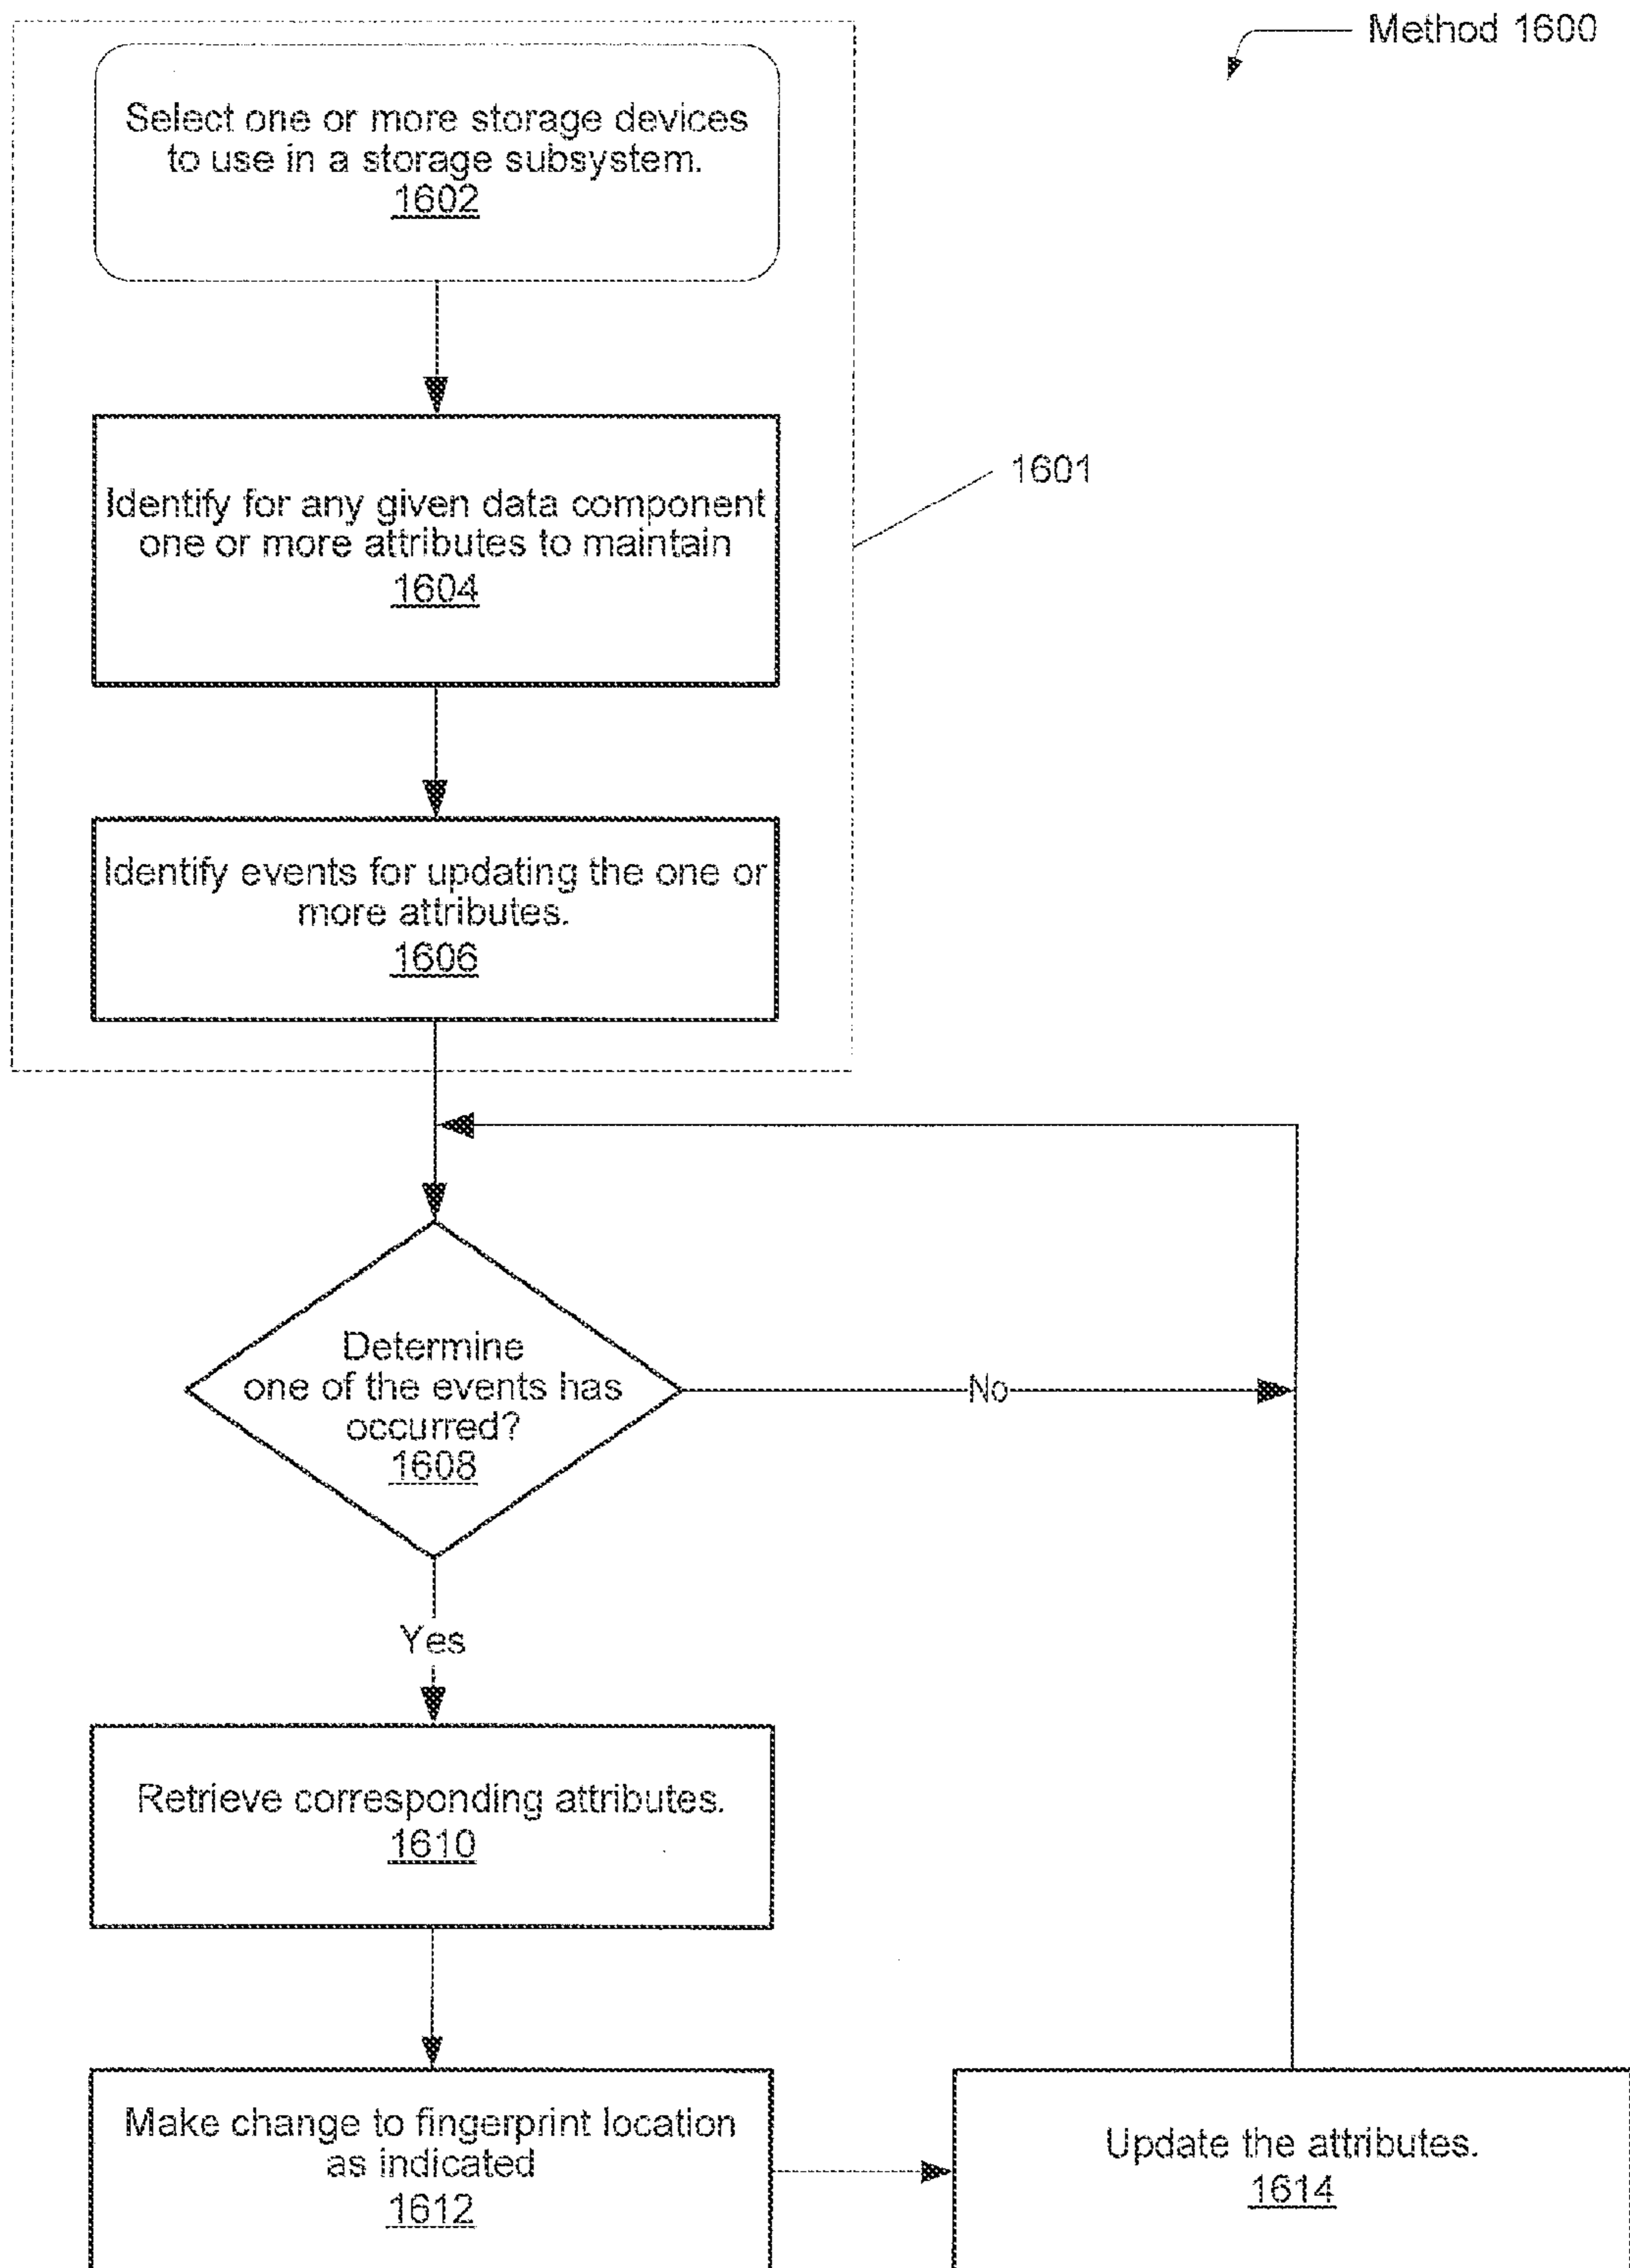 Method 1600
Select one or more storage devices
to use in a storage subsystem.
1602
Identify for any given data component
one or more attributes to maintain
1604
1601
Identify events for updating the one or
more attributes.
1606
Determine
one of the events has
occurred?
1608
No
Yes
Retrieve corresponding attributes.
1610
Make change to fingerprint location
as indicated
1612
Update the attributes.
1614